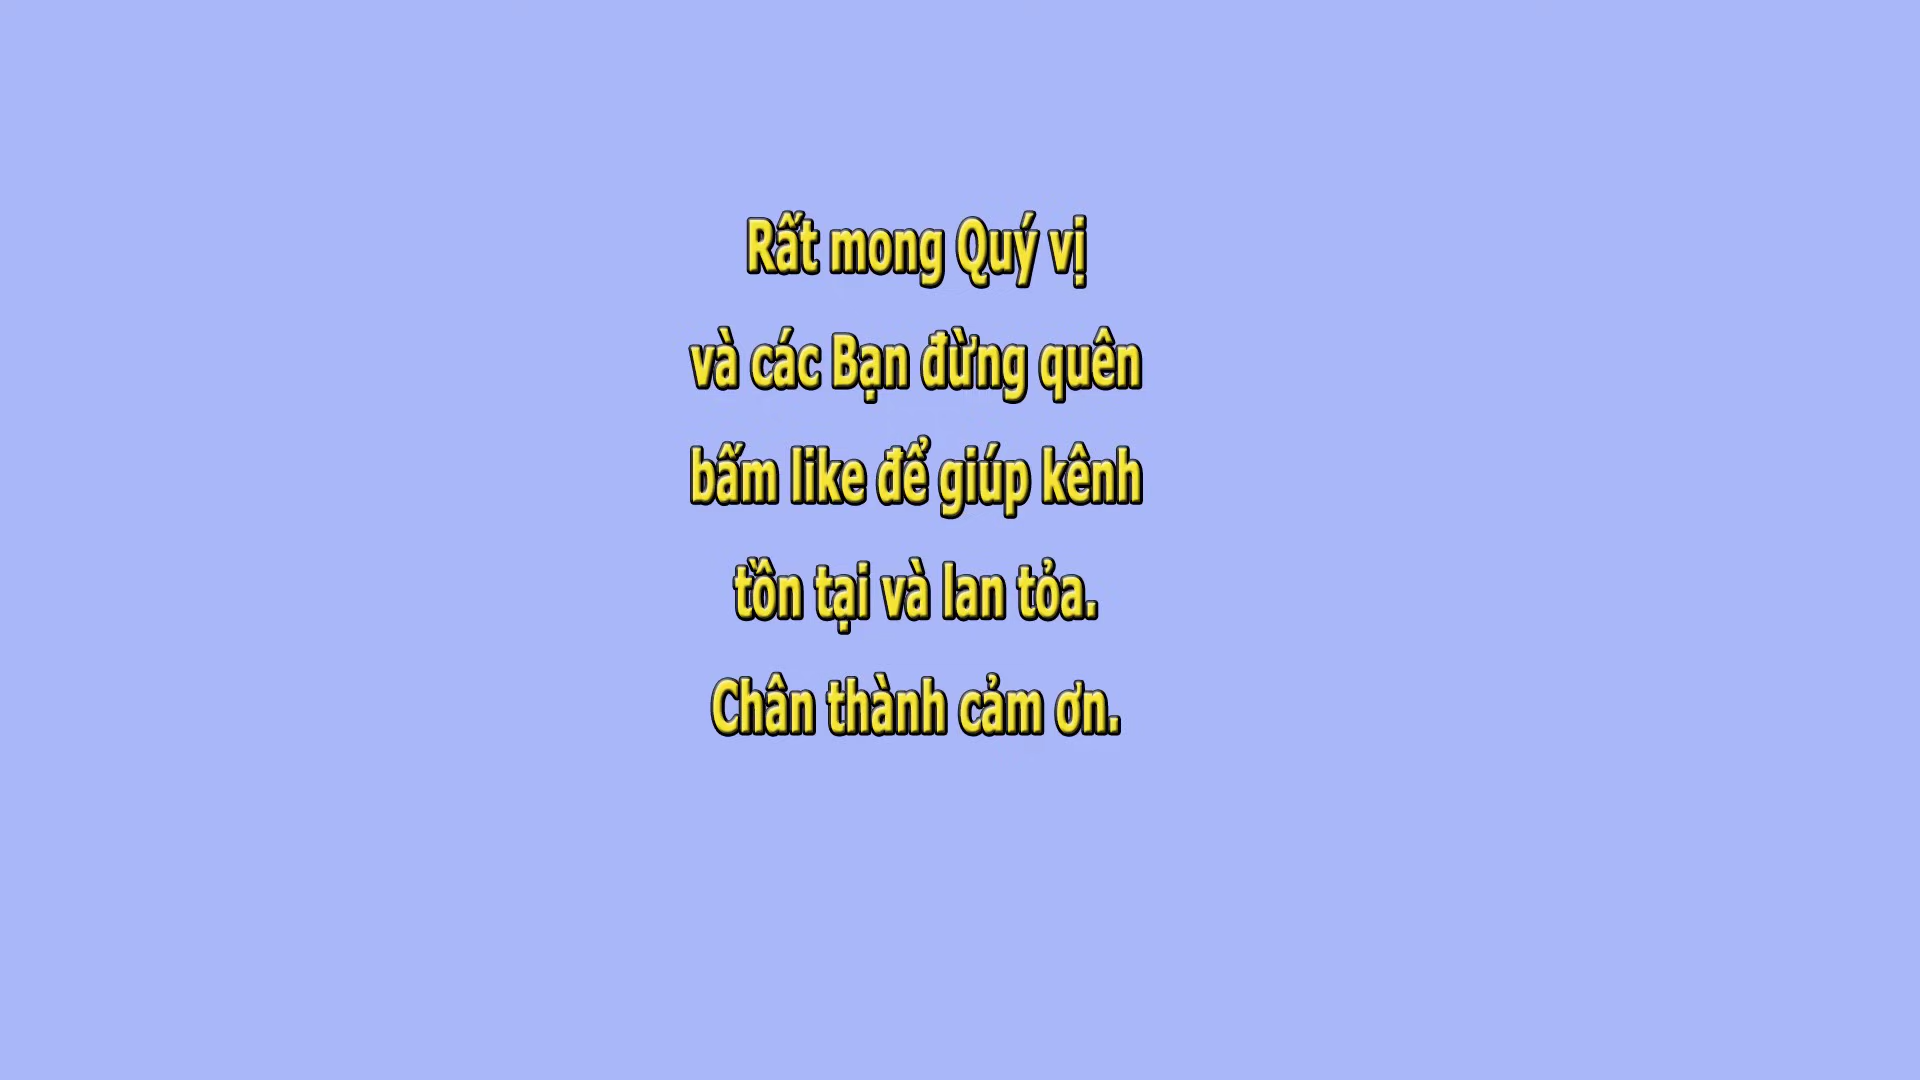 Rất mong Quý vị
và các Bạn đừng quên
bấm like để giúp kênh
tồn tại và lan tỏa.
Chân thành cảm ơn.